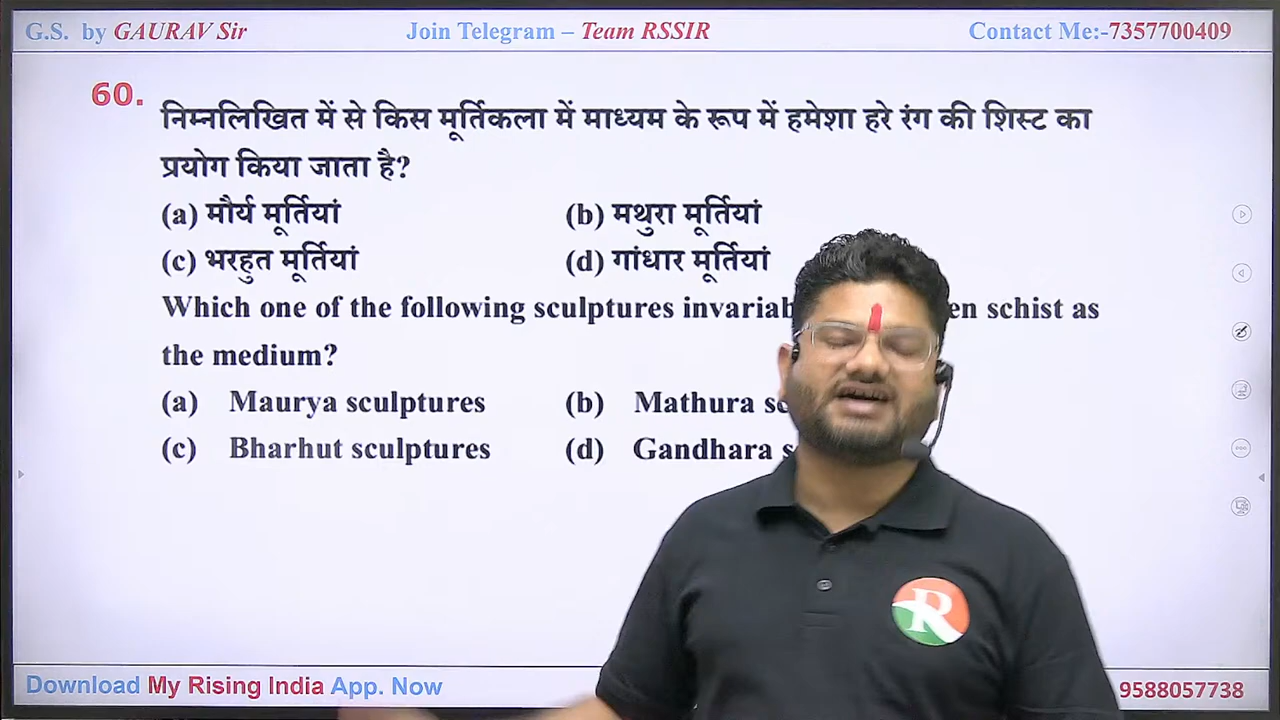 G.S. by GAURAV Sir
Join Telegram – Team RSSIR
Contact Me:-7357700409
60.
निम्नलिखित में से किस मूर्तिकला में माध्यम के रूप में हमेशा हरे रंग की शिस्ट का
प्रयोग किया जाता है?
(a) मौर्य मूर्तियां (b) मथुरा मूर्तियां
(c) भरहुत मूर्तियां (d) गांधार मूर्तियां
Which one of the following sculptures schist as
the medium?
(a) Maurya sculptures (b) Mathura
(c) Bharhut sculptures (d) Gandhara
R
Download My Rising India App. Now
9588057738